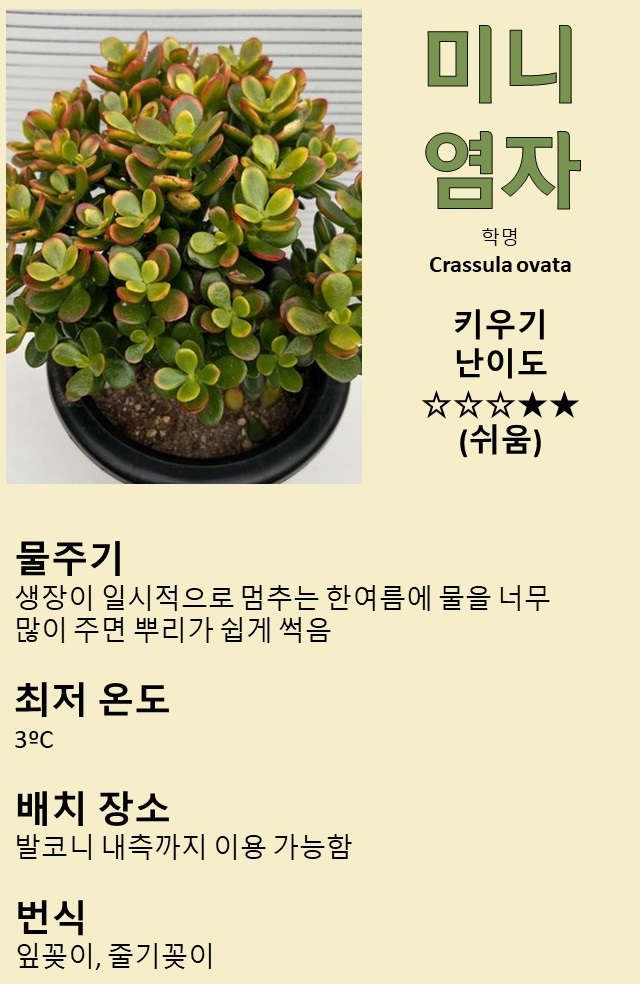 미니
염자
학명
Crassula ovata
키우기
난이도
☆☆☆★★
(쉬움)
물주기
생장이 일시적으로 멈추는 한여름에 물을 너무
많이 주면 뿌리가 쉽게 썩음
최저 온도
3ºC
배치 장소
발코니 내측까지 이용 가능함
번식
잎꽂이, 줄기꽂이